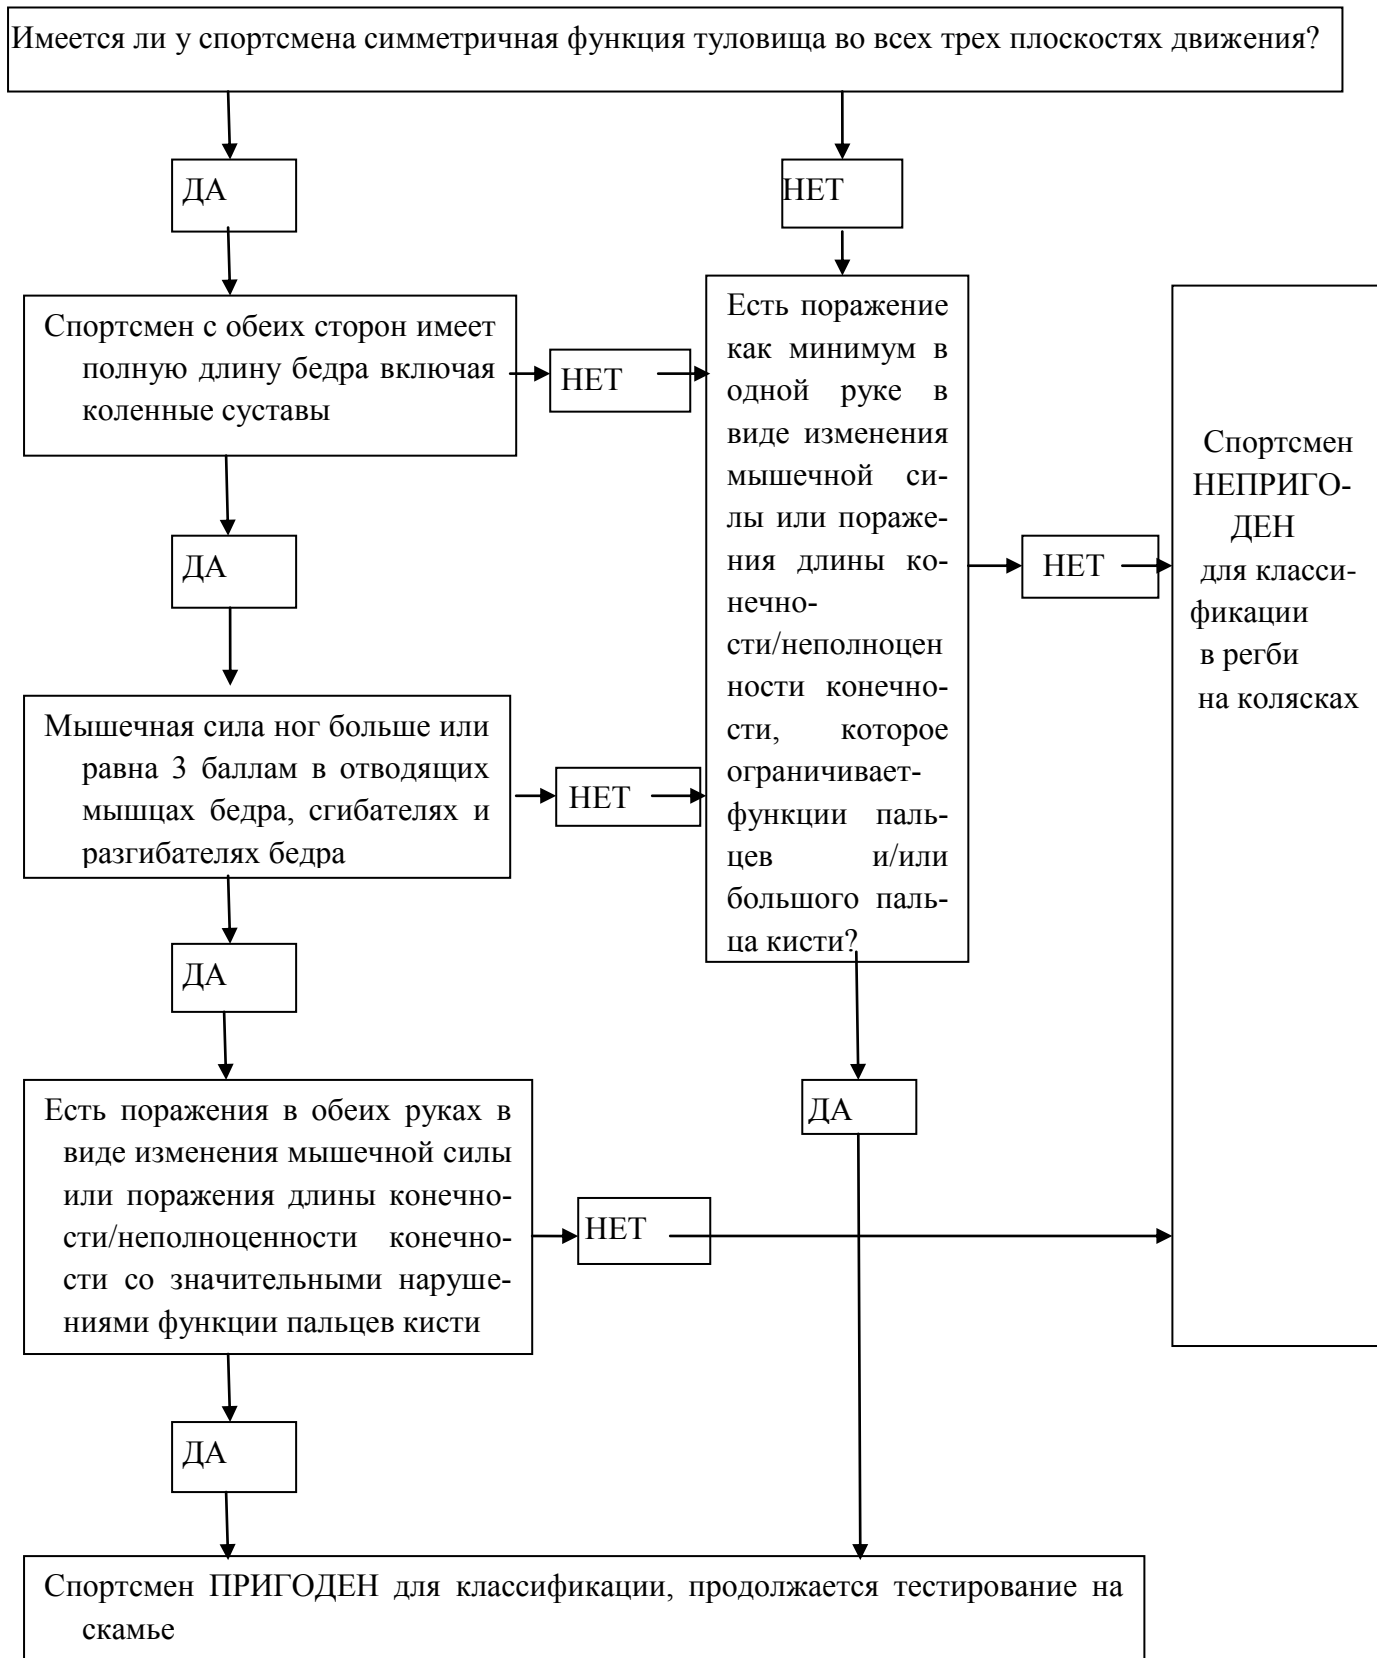 Имеется ли у спортсмена симметричная функция туловища во всех трех плоскостях движения?
ДА
НЕТ
Спортсмен с обеих сторон имеет
полную длину бедра включая
коленные суставы
НЕТ
Есть поражение
как минимум в
одной руке в
виде изменения
мышечной си-
лы или пораже-
ния длины ко-
нечно-
сти/неполноцен
ности конечно-
сти, которое
ограничивает-
функции паль-
цев и/или
большого паль-
ца кисти?
НЕТ
Спортсмен
НЕПРИГО-
ДЕН
для класси-
фикации
в регби
на колясках
ДА
Мышечная сила ног больше или
равна 3 баллам в отводящих
мышцах бедра, сгибателях и
разгибателях бедра
НЕТ
ДА
ДА
Есть поражения в обеих руках в
виде изменения мышечной силы
или поражения длины конечно-
сти/неполноценности конечно-
сти со значительными наруше-
ниями функции пальцев кисти
НЕТ
ДА
Спортсмен ПРИГОДЕН для классификации, продолжается тестирование на
скамье